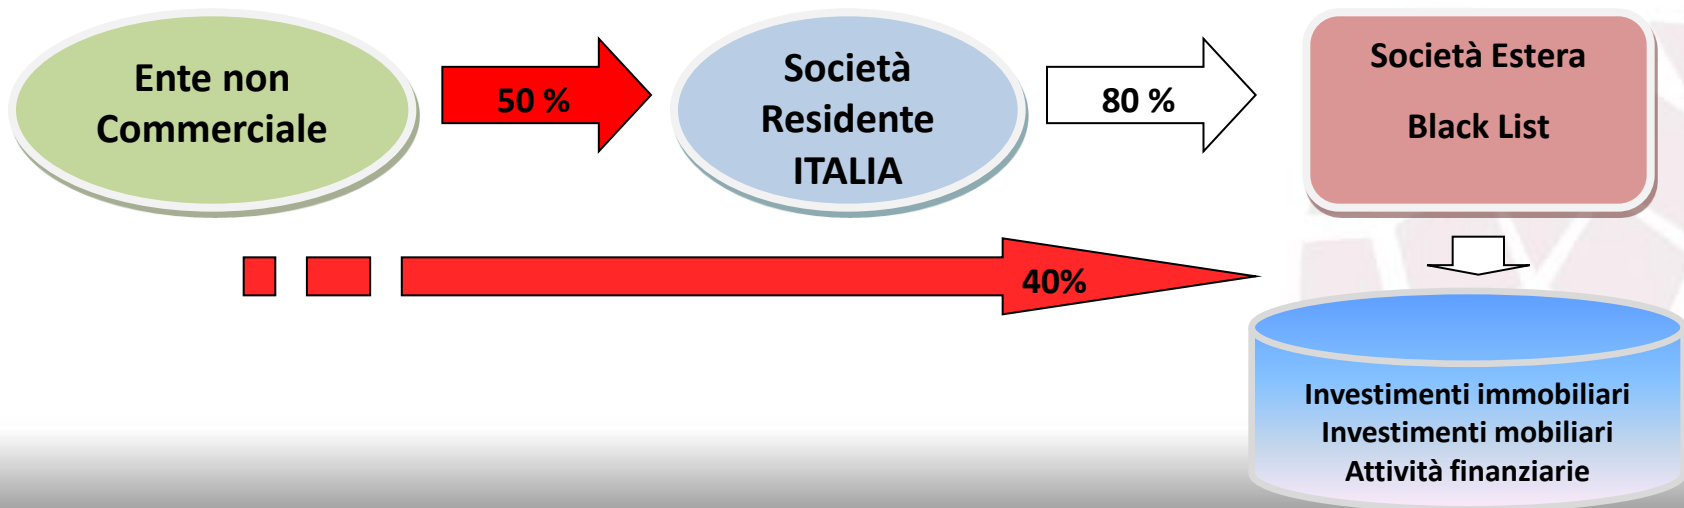 Ente non
Commerciale
50 %
Società
Residente
ITALIA
80 %
Società Estera
Black List
40%
Investimenti immobiliari
Investimenti mobiliari
Attività finanziarie